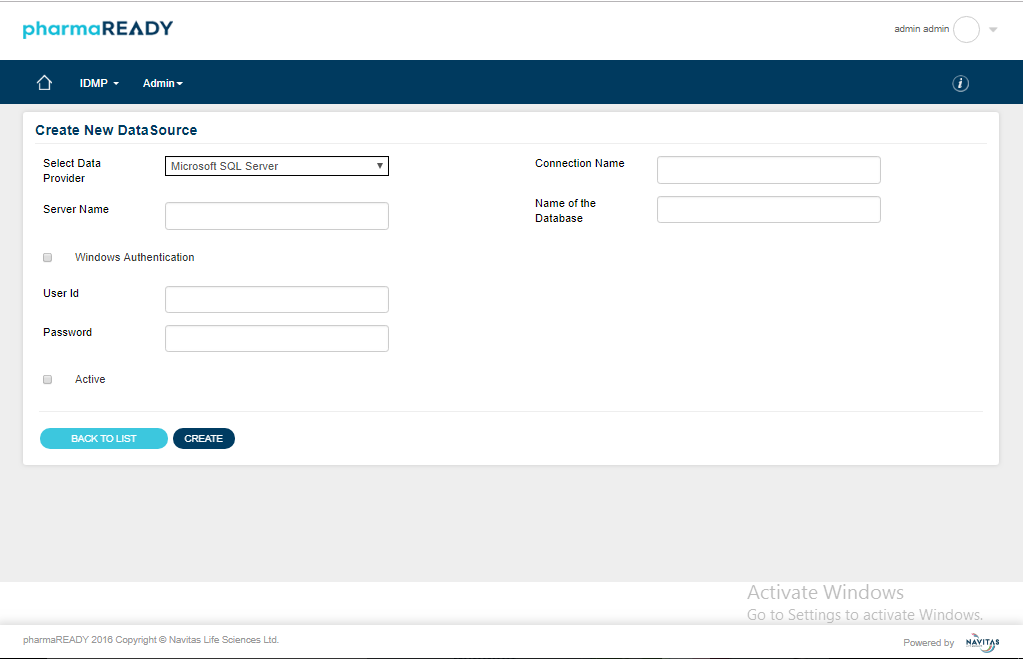 pharmaREADY
admin admin
IDMP
Admin
i
Create New DataSource
Select Data
Provider
Microsoft SQL Server
Connection Name
Server Name
Name of the
Database
Windows Authentication
User Id
Password
Active
BACK TO LIST
CREATE
Activate Windows
Go to Settings to activate Windows.
pharmaREADY 2016 Copyright © Navitas Life Sciences Ltd.
Powered by
NAVITAS